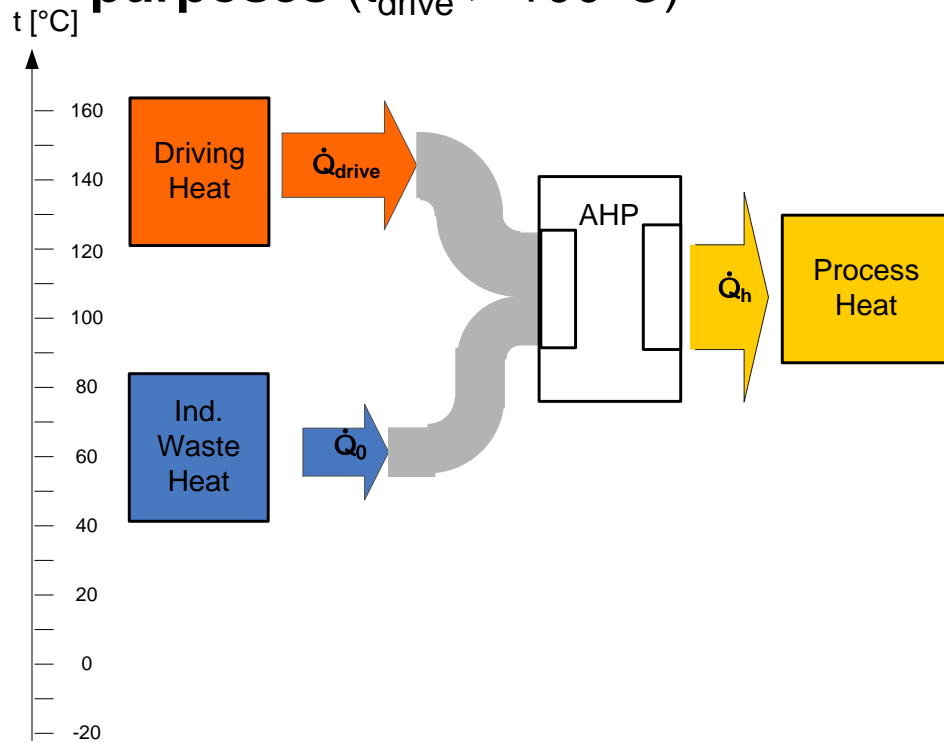 purposes (t
t [°C]
160
140
120
100
80
60
40
20
0
-20
Driving
Heat
Q̇drive
AHP
Q̇h
Process
Heat
Ind.
Waste
Heat
Q̇0